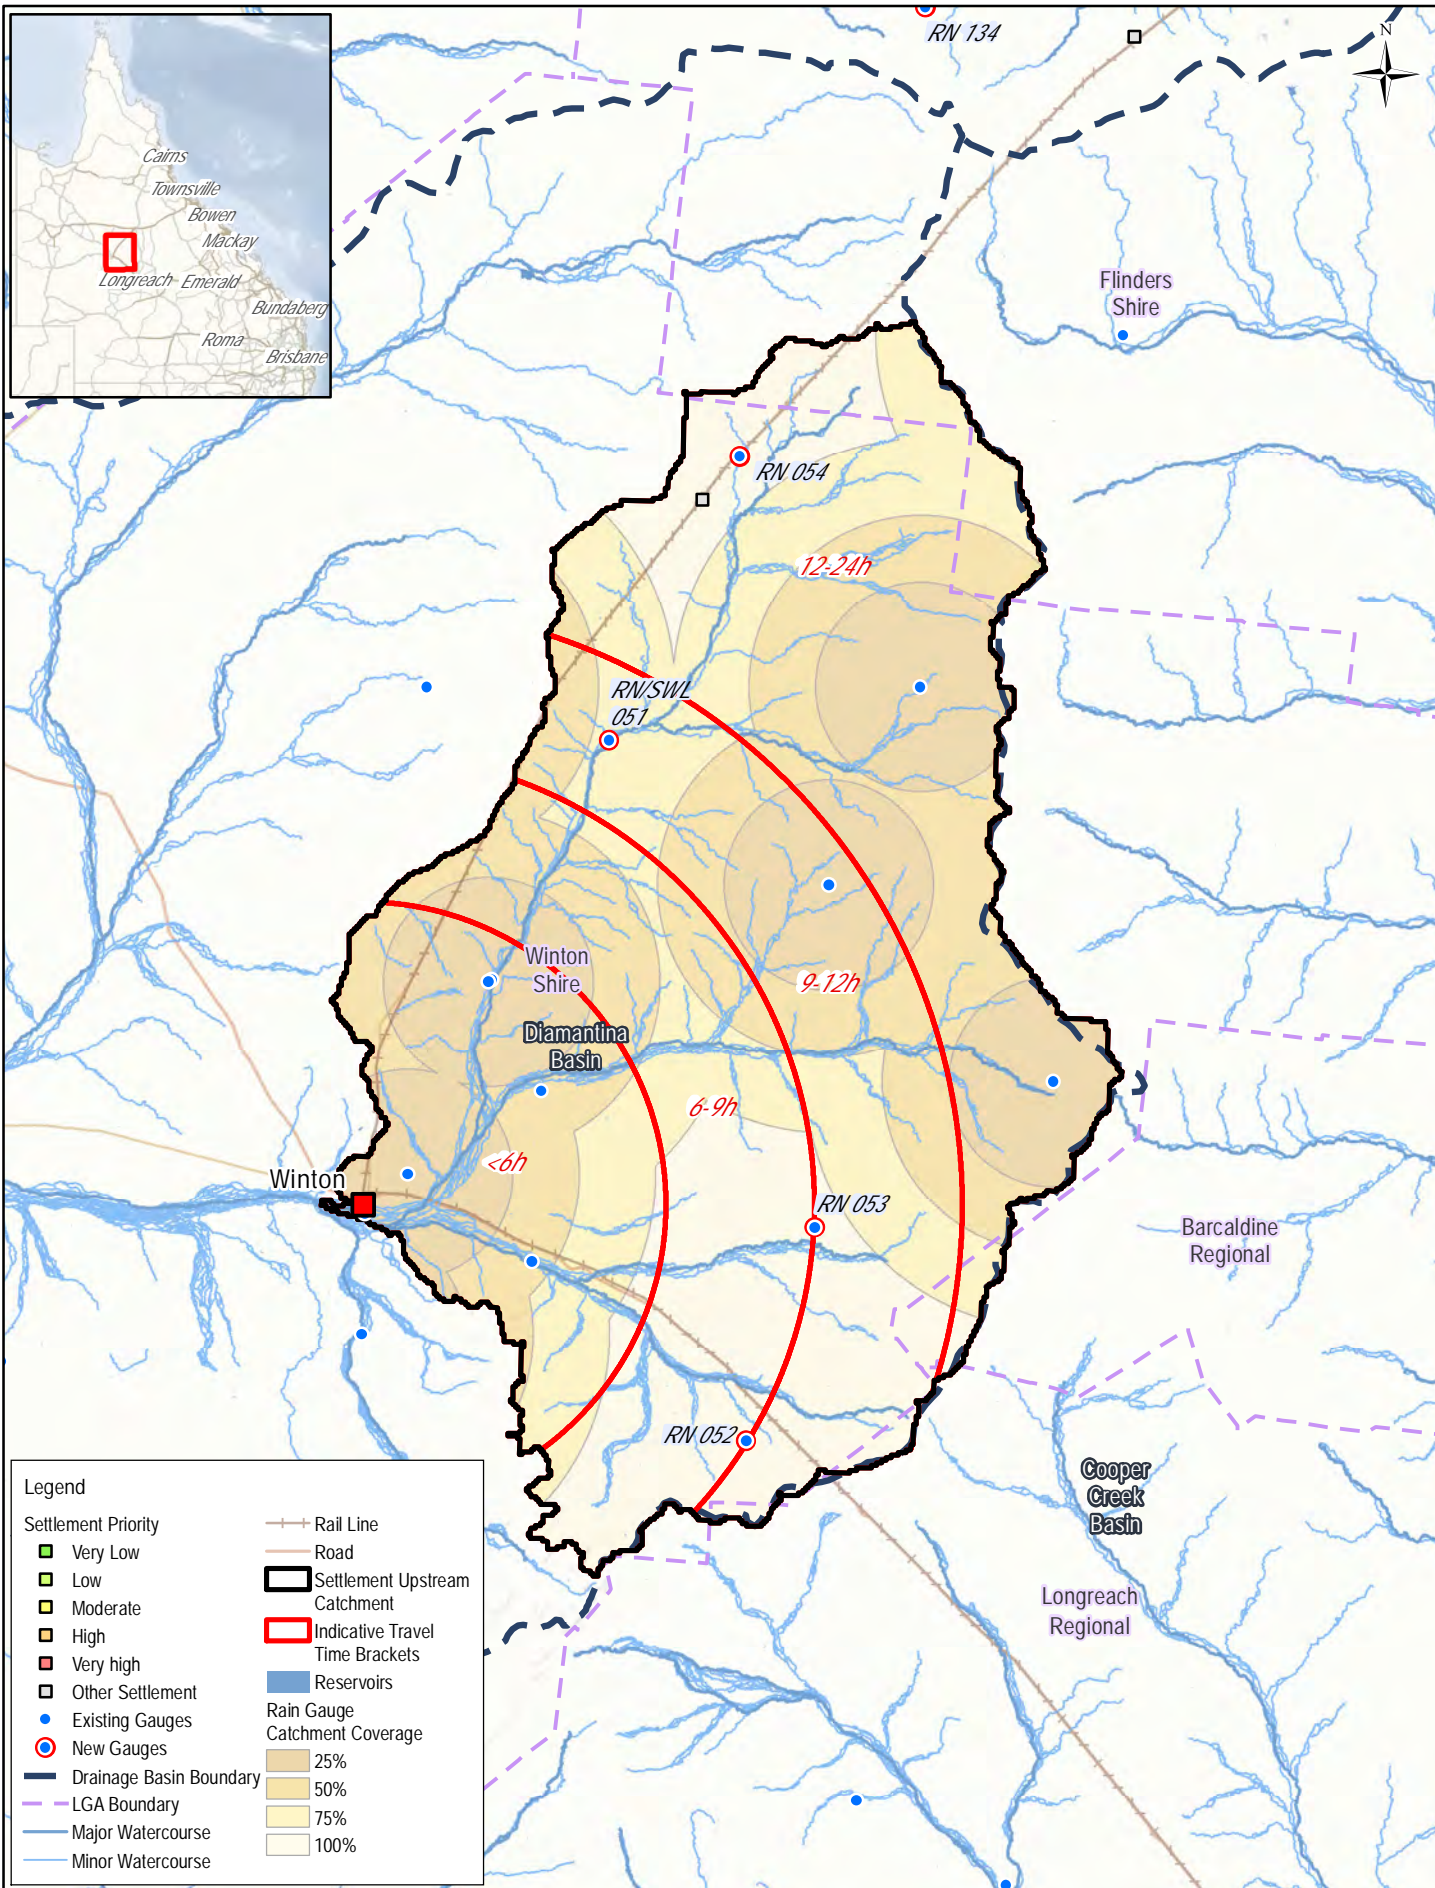 RN 134
N
Cairns
Townsville
Bowen
Mackay
Longreach
Emerald
Bundaberg
Roma
Brisbane
Flinders
Shire
RN 054
12-24h
RN/SWL
051
Winton
Shire
9-12h
Diamantina
Basin
6-9h
<6h
Winton
RN 053
Barcaldine
Regional
RN 052
Cooper
Creek
Basin
Longreach
Regional
Legend
Settlement Priority
Very Low
Low
Moderate
High
Very high
Other Settlement
Existing Gauges
New Gauges
Drainage Basin Boundary
LGA Boundary
Major Watercourse
Minor Watercourse
Rail Line
Road
Settlement Upstream
Catchment
Indicative Travel
Time Brackets
Reservoirs
Rain Gauge
Catchment Coverage
25%
50%
75%
100%